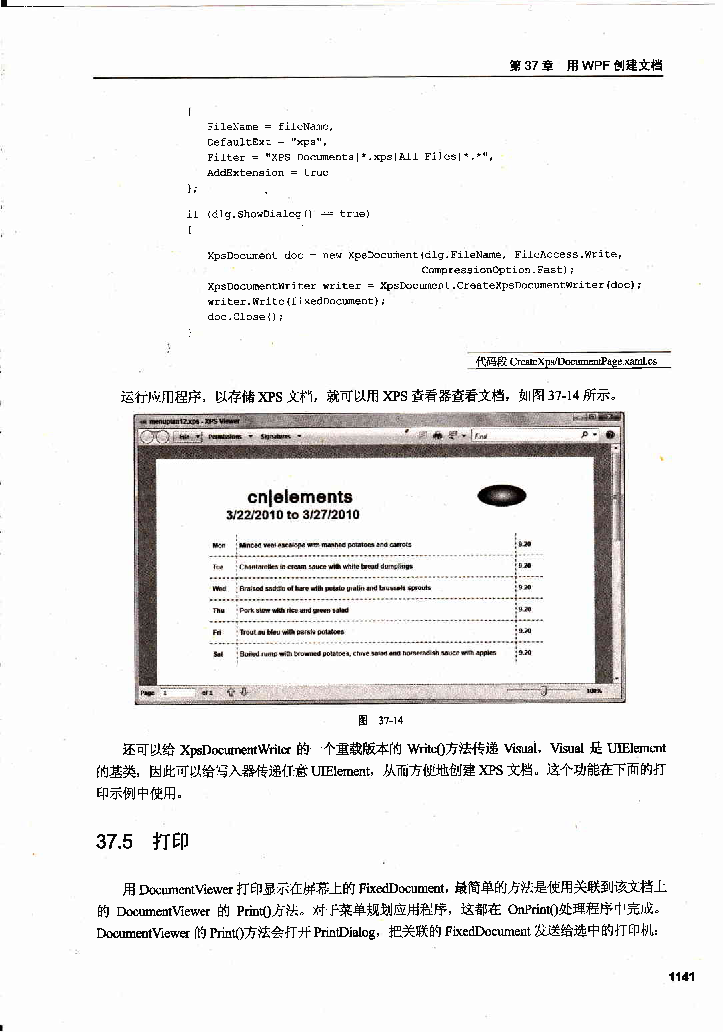 第 37 章 用 WPF 创建文档
{
FileName = fileName,
DefaultExt = "xps",
Filter = "XPS Documents|*.xps|All Files|*.*",
AddExtension = true
};
if (dlg.ShowDialog() == true)
{
XpsDocument doc = new XpsDocument(dlg.FileName, FileAccess.Write,
CompressionOption.Fast);
XpsDocumentWriter writer = XpsDocument.CreateXpsDocumentWriter(doc);
writer.Write(fixedDocument);
doc.Close();
}
}
代码段 CreateXps/DocumentPage.xaml.cs
运行应用程序，以存储 XPS 文档，就可以用 XPS 查看器查看文档，如图 37-14 所示。
menuplan12.xps - XPS Viewer
File Permissions Signatures Find
cn|elements
3/22/2010 to 3/27/2010
Mon Minced veal escalope with mashed potatoes and carrots 9.20
Tue Chantarelles in cream sauce with white bread dumplings 9.20
Wed Braised saddle of hare with potato gratin and brussels sprouts 9.20
Thu Pork stew with rice and green salad 9.20
Fri Trout au bleu with parsly potatoes 9.20
Sat Boiled rump with browned potatoes, chive salad and horseradish sauce with apples 9.20
Page 1 of 1 100%
图 37-14
还可以给 XpsDocumentWriter 的一个重载版本的 Write()方法传递 Visual，Visual 是 UIElement
的基类，因此可以给写入器传递任意 UIElement，从而方便地创建 XPS 文档。这个功能在下面的打
印示例中使用。
37.5 打印
用 DocumentViewer 打印显示在屏幕上的 FixedDocument，最简单的方法是使用关联到该文档上
的 DocumentViewer 的 Print()方法。对于菜单规划应用程序，这都在 OnPrint()处理程序中完成。
DocumentViewer 的 Print()方法会打开 PrintDialog，把关联的 FixedDocument 发送给选中的打印机：
1141